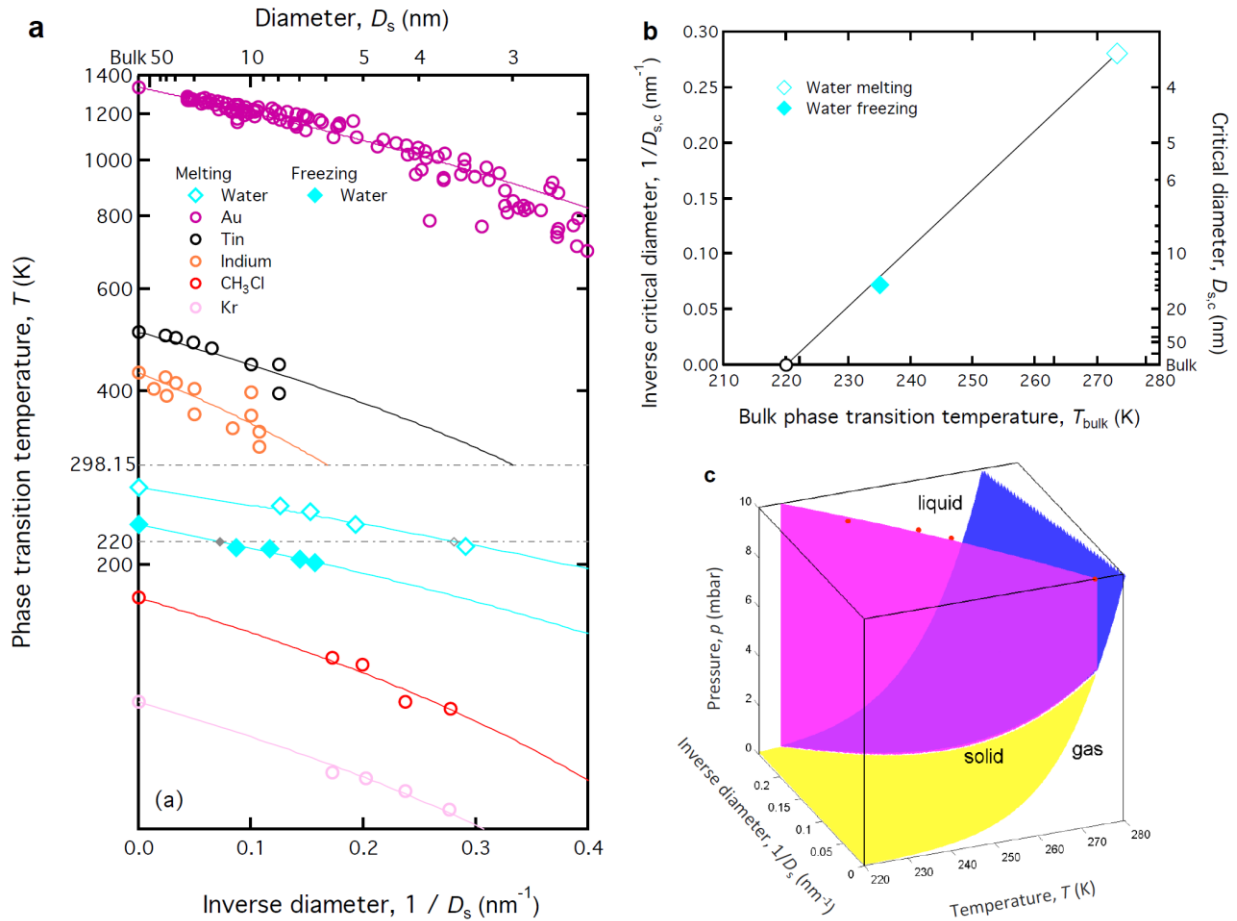 a
Diameter, Dₛ (nm)
Bulk 50 10 5 4 3
1400
1200
1000
800
600
400
298.15
220
200
Phase transition temperature, T (K)
Melting Freezing
Water Water
Au
Tin
Indium
CH₃Cl
Kr
(a)
0.0 0.1 0.2 0.3 0.4
Inverse diameter, 1 / Dₛ (nm⁻¹)
b
Inverse critical diameter, 1/Dₛ,c (nm⁻¹)
0.30
0.25
0.20
0.15
0.10
0.05
0.00
Water melting
Water freezing
4
5
6
10
20
50
Bulk
Critical diameter, Dₛ,c (nm)
210 220 230 240 250 260 270 280
Bulk phase transition temperature, T_bulk (K)
c
Pressure, p (mbar)
10
8
6
4
2
0
liquid
solid
gas
0.2
0.15
0.1
0.05
0
Inverse diameter, 1/Dₛ (nm⁻¹)
220 230 240 250 260 270 280
Temperature, T (K)